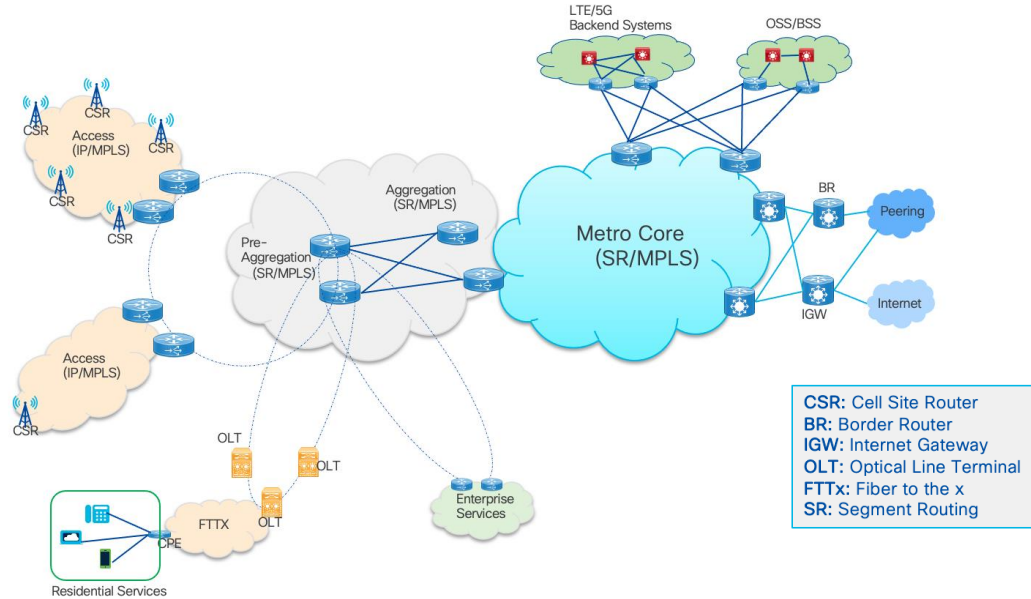 LTE/5G
Backend Systems
OSS/BSS
CSR
CSR
CSR
CSR
CSR
Access
(IP/MPLS)
Aggregation
(SR/MPLS)
Pre-
Aggregation
(SR/MPLS)
Metro Core
(SR/MPLS)
BR
Peering
IGW
Internet
Access
(IP/MPLS)
CSR
OLT
OLT
OLT
FTTX
CPE
Residential Services
Enterprise
Services
CSR: Cell Site Router
BR: Border Router
IGW: Internet Gateway
OLT: Optical Line Terminal
FTTx: Fiber to the x
SR: Segment Routing